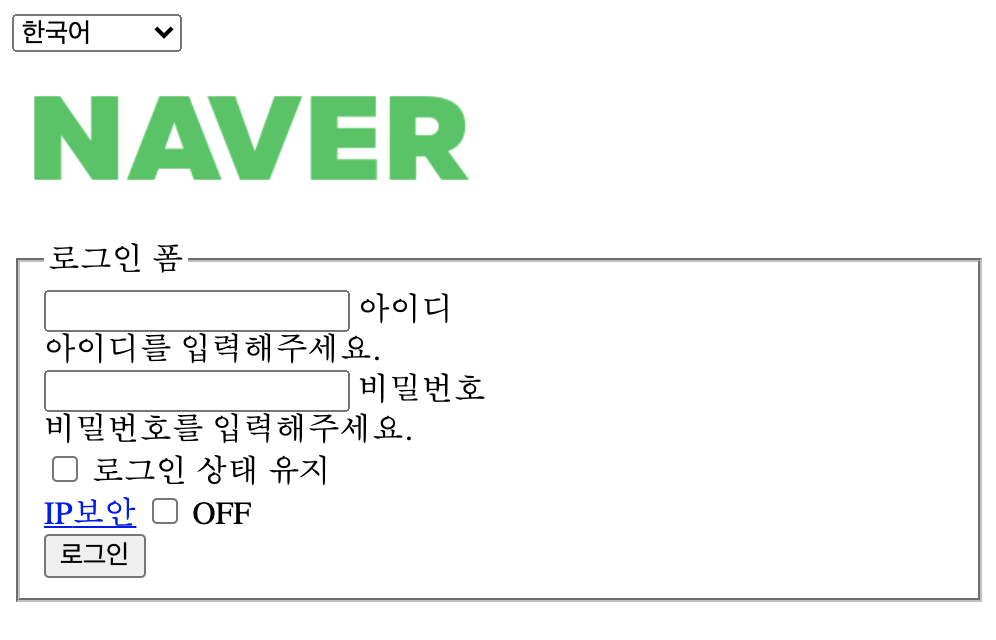 한국어
NAVER
로그인 폼
아이디
아이디를 입력해주세요.
비밀번호
비밀번호를 입력해주세요.
로그인 상태 유지
IP보안 OFF
로그인